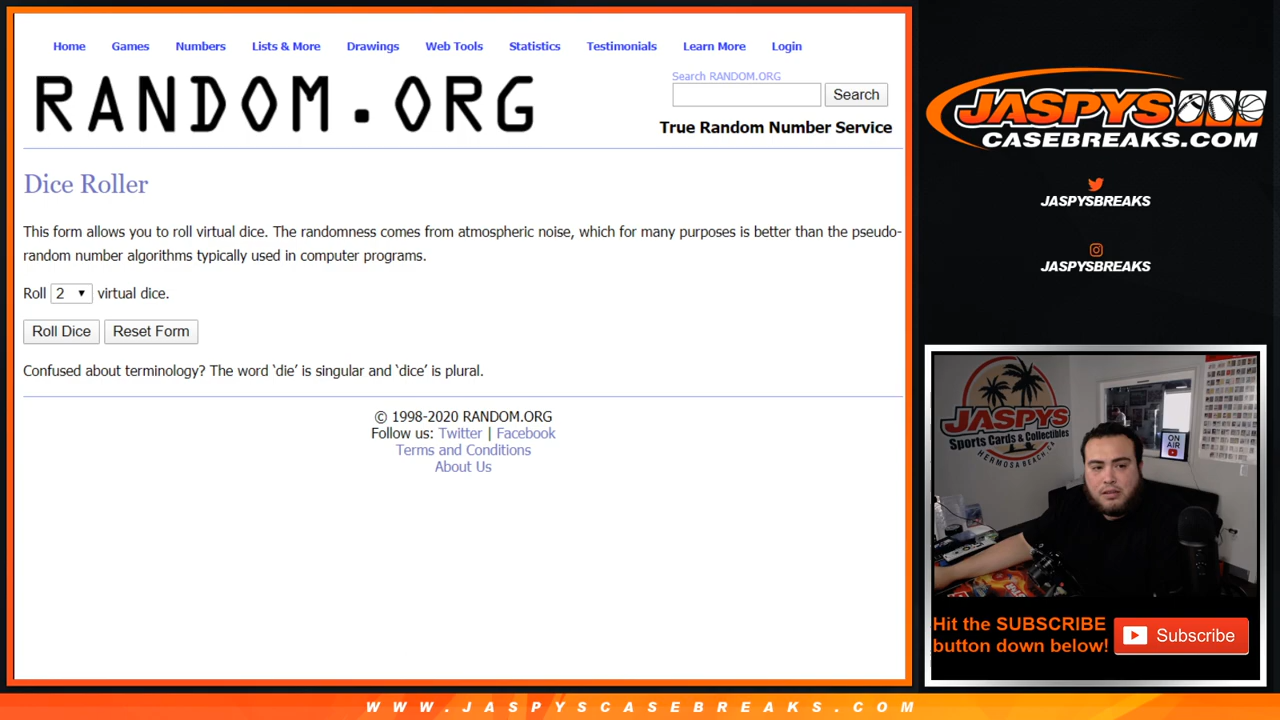 Home Games Numbers Lists & More Drawings Web Tools Statistics Testimonials Learn More Login
RANDOM.ORG
Search RANDOM.ORG
Search
True Random Number Service
Dice Roller
This form allows you to roll virtual dice. The randomness comes from atmospheric noise, which for many purposes is better than the pseudo-
random number algorithms typically used in computer programs.
Roll 2 virtual dice.
Roll Dice Reset Form
Confused about terminology? The word ‘die’ is singular and ‘dice’ is plural.
© 1998-2020 RANDOM.ORG
Follow us: Twitter | Facebook
Terms and Conditions
About Us
JASPYS
CASEBREAKS.COM
JASPYSBREAKS
JASPYSBREAKS
JASPYS
Sports Cards & Collectibles
HERMOSA BEACH, CA
ON
AIR
Hit the SUBSCRIBE
button down below!
Subscribe
WWW.JASPYSCASEBREAKS.COM